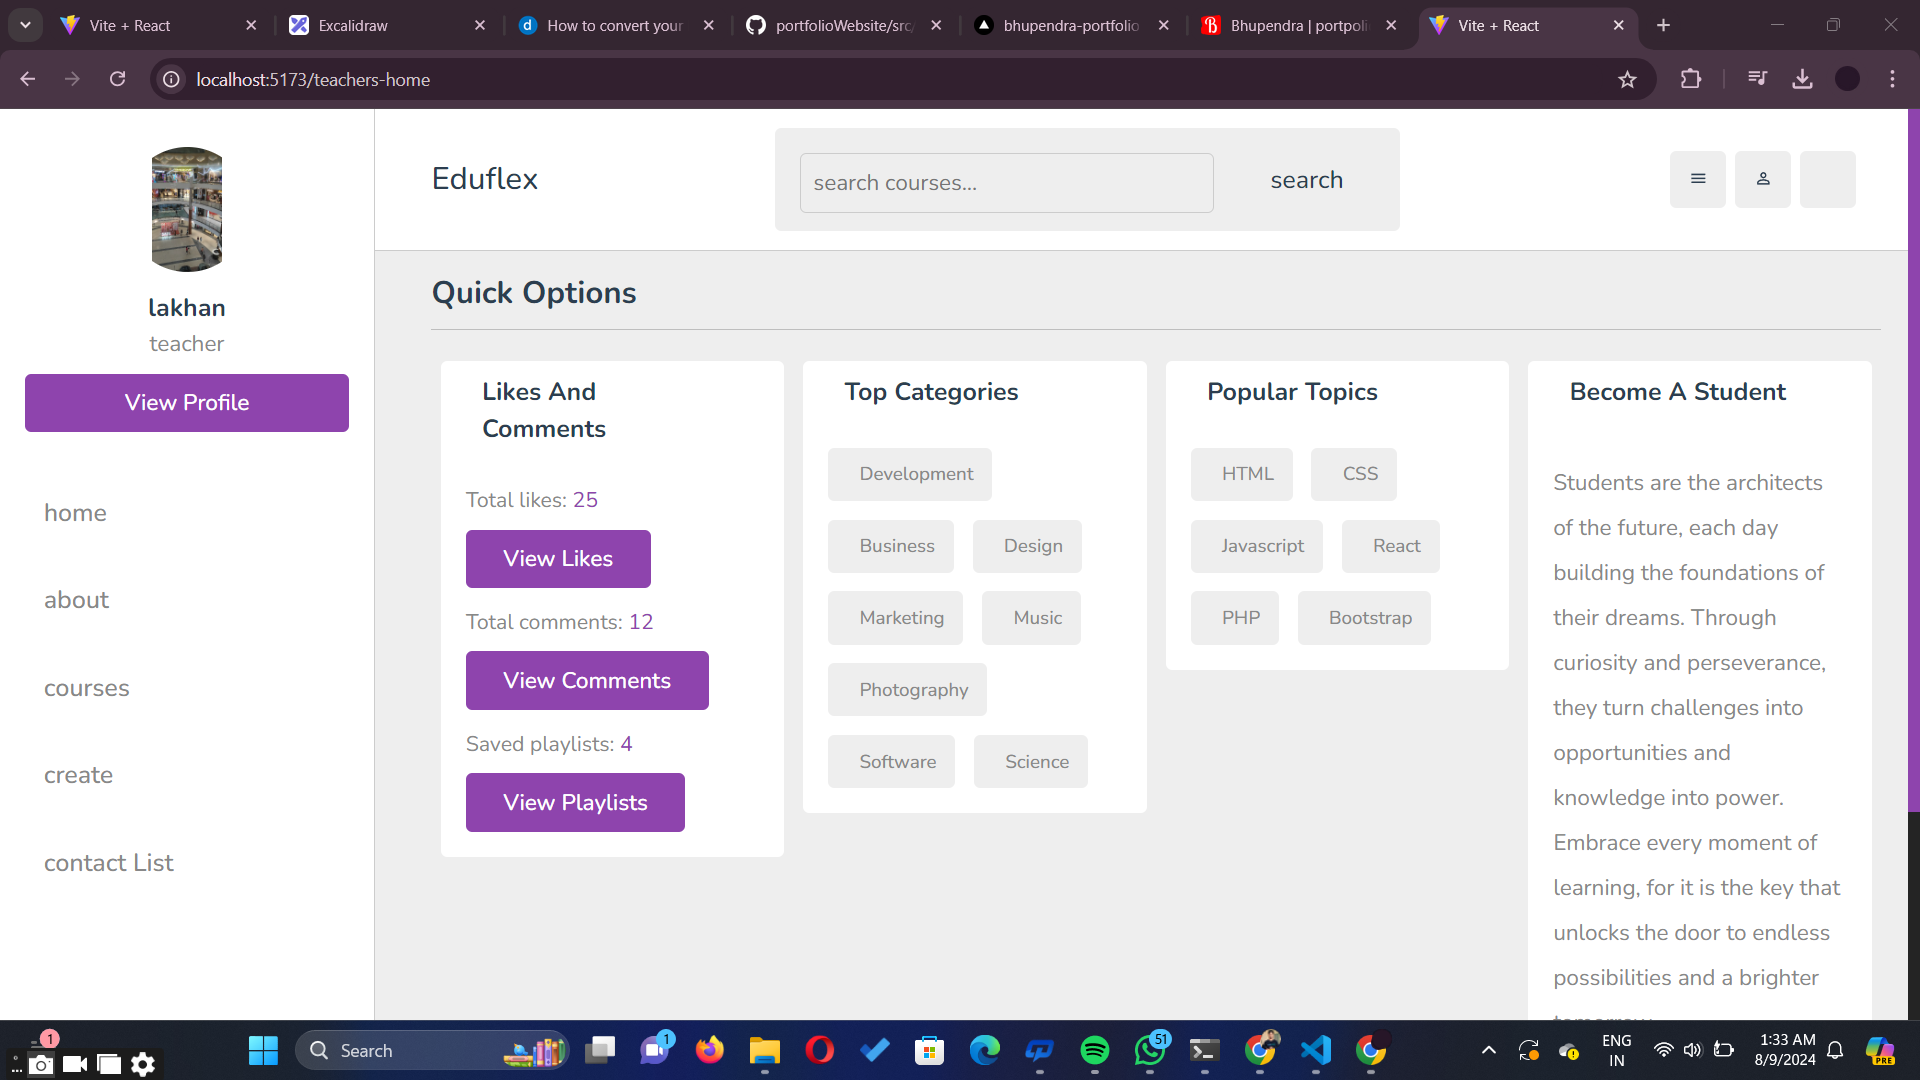 Vite + React
Excalidraw
How to convert your
portfolioWebsite/src/
bhupendra-portfolio
Bhupendra | portpoli
Vite + React
localhost:5173/teachers-home
lakhan
teacher
View Profile
home
about
courses
create
contact List
Eduflex
search courses...
search
Quick Options
Likes And
Comments
Total likes: 25
View Likes
Total comments: 12
View Comments
Saved playlists: 4
View Playlists
Top Categories
Development
Business
Design
Marketing
Music
Photography
Software
Science
Popular Topics
HTML
CSS
Javascript
React
PHP
Bootstrap
Become A Student
Students are the architects
of the future, each day
building the foundations of
their dreams. Through
curiosity and perseverance,
they turn challenges into
opportunities and
knowledge into power.
Embrace every moment of
learning, for it is the key that
unlocks the door to endless
possibilities and a brighter
tomorrow
1
Search
1
51
ENG
IN
1:33 AM
8/9/2024
PRE